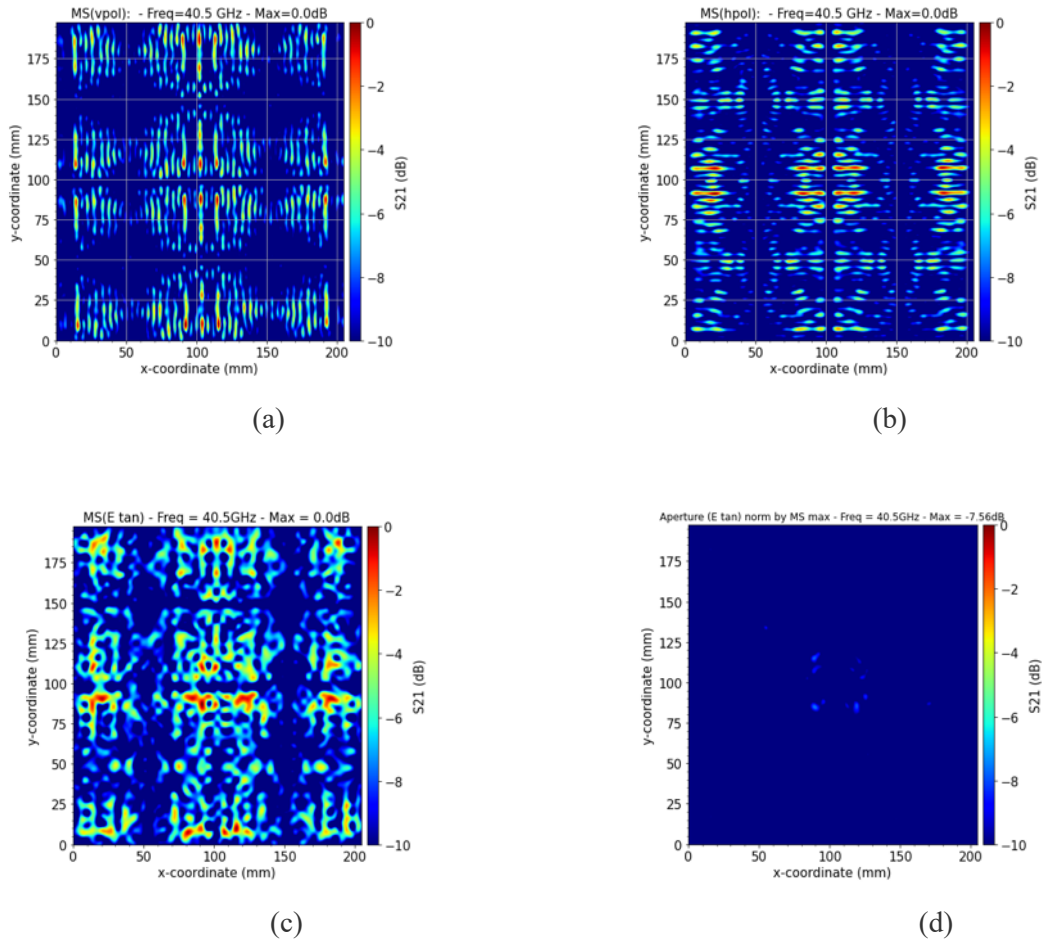 MS(vpol):  - Freq=40.5 GHz - Max=0.0dB
y-coordinate (mm)
175
150
125
100
75
50
25
0
0 50 100 150 200
x-coordinate (mm)
0
−2
−4
−6
−8
−10
S21 (dB)
(a)
MS(hpol):  - Freq=40.5 GHz - Max=0.0dB
y-coordinate (mm)
175
150
125
100
75
50
25
0
0 50 100 150 200
x-coordinate (mm)
0
−2
−4
−6
−8
−10
S21 (dB)
(b)
MS(E tan) - Freq = 40.5GHz - Max = 0.0dB
y-coordinate (mm)
175
150
125
100
75
50
25
0
0 50 100 150 200
x-coordinate (mm)
0
−2
−4
−6
−8
−10
S21 (dB)
(c)
Aperture (E tan) norm by MS max - Freq = 40.5GHz - Max = -7.56dB
y-coordinate (mm)
175
150
125
100
75
50
25
0
0 50 100 150 200
x-coordinate (mm)
0
−2
−4
−6
−8
−10
S21 (dB)
(d)